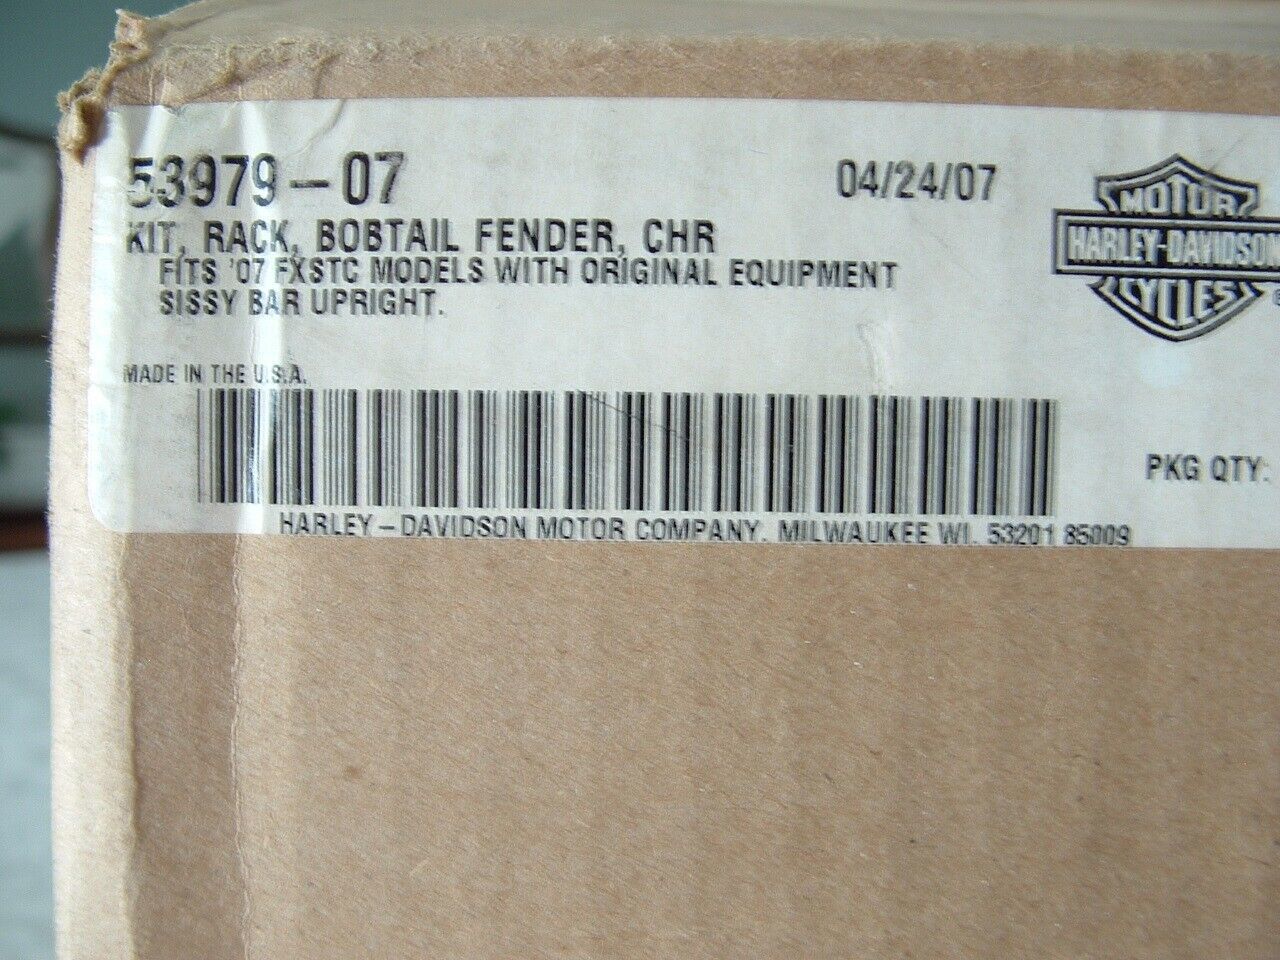 53979-07 04/24/07
KIT, RACK, BOBTAIL FENDER, CHR
FITS '07 FXSTC MODELS WITH ORIGINAL EQUIPMENT
SISSY BAR UPRIGHT.
MOTOR
HARLEY-DAVIDSON
CYCLES
®
MADE IN THE U.S.A.
PKG QTY:
HARLEY-DAVIDSON MOTOR COMPANY. MILWAUKEE WI. 53201 85009